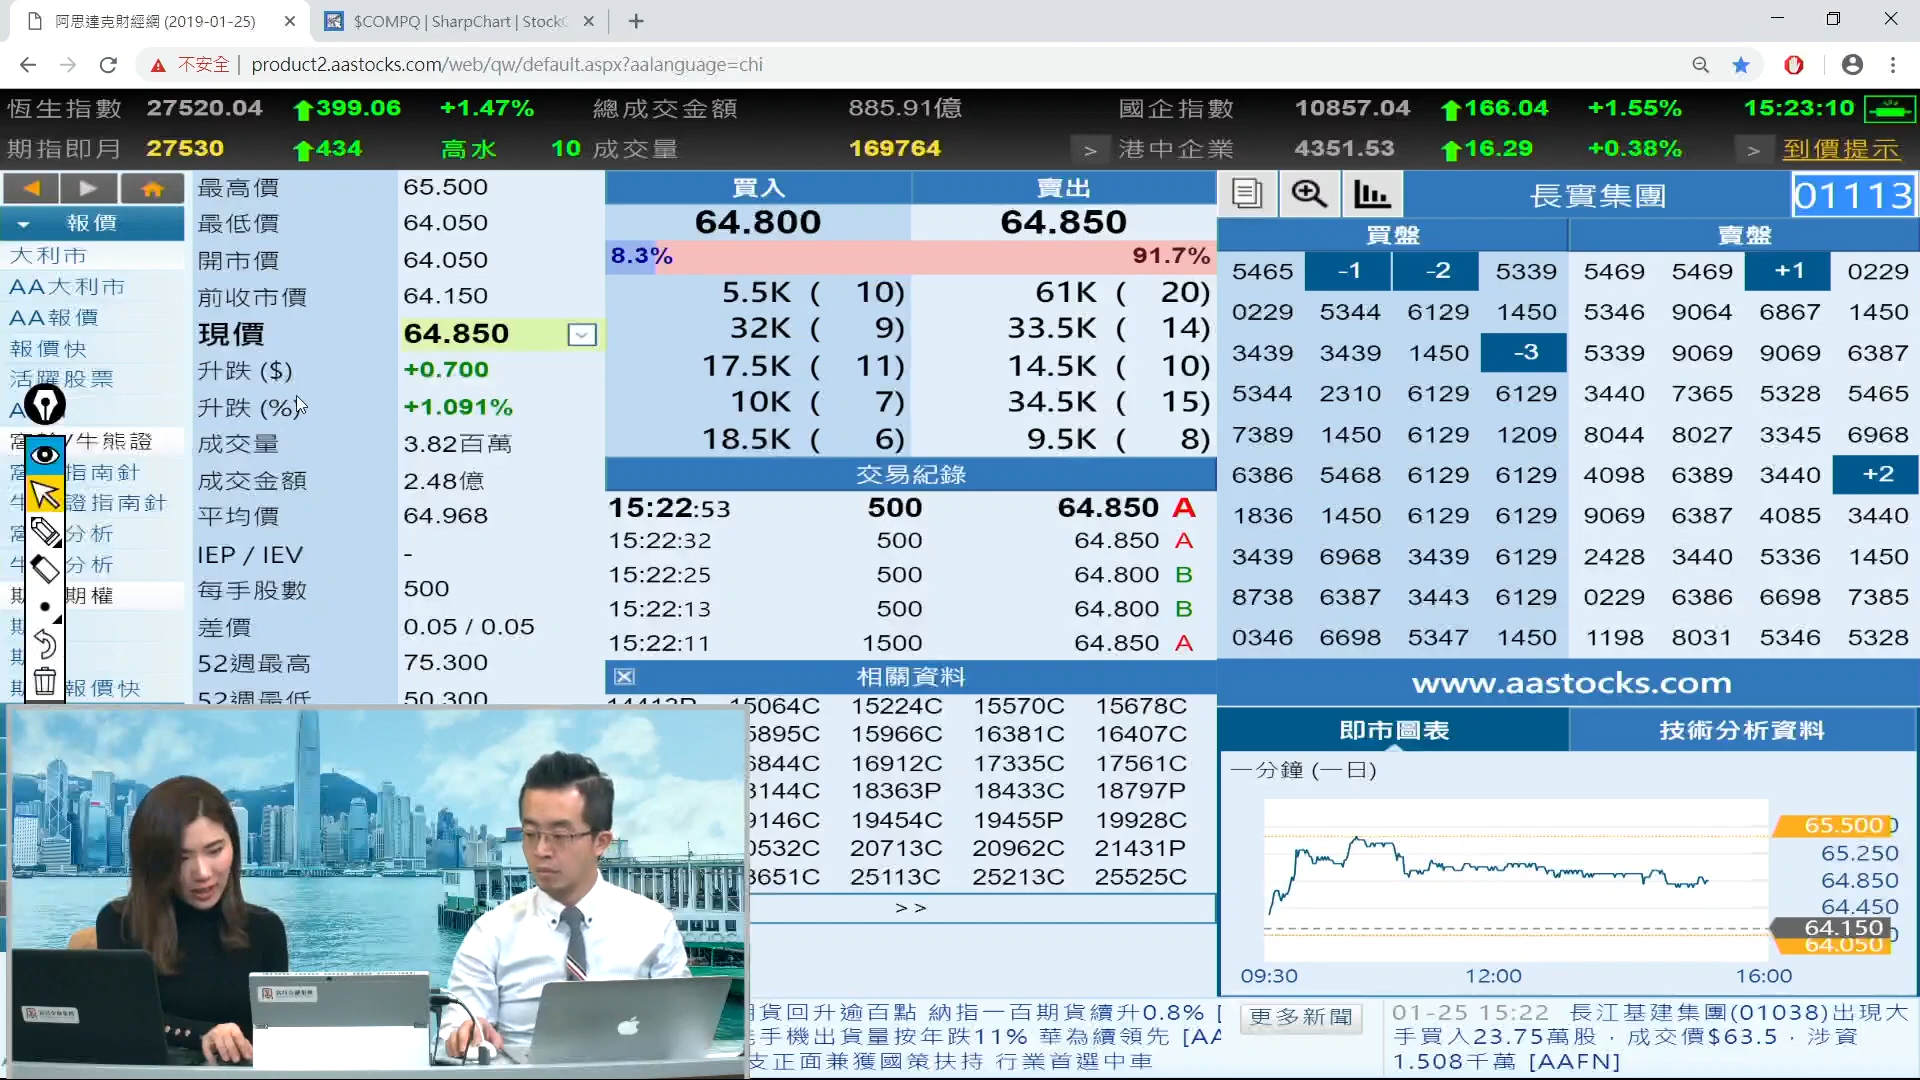 阿思達克財經網 (2019-01-25)
$COMPQ | SharpChart | StockC
不安全 | product2.aastocks.com/web/qw/default.aspx?aalanguage=chi
恆生指數 27520.04 399.06 +1.47% 總成交金額 885.91億 國企指數 10857.04 166.04 +1.55% 15:23:10
期指即月 27530 434 高水 10 成交量 169764 > 港中企業 4351.53 16.29 +0.38% > 到價提示
報價
大利市
AA大利市
AA報價
報價快
活躍股票
牛熊證
指南針
證指南針
分析
分析
期權
報價快
最高價 65.500
最低價 64.050
開市價 64.050
前收市價 64.150
現價 64.850
升跌 ($) +0.700
升跌 (%) +1.091%
成交量 3.82百萬
成交金額 2.48億
平均價 64.968
IEP / IEV -
每手股數 500
差價 0.05 / 0.05
52週最高 75.300
52週最低 50.300
買入 賣出
64.800 64.850
8.3% 91.7%
5.5K ( 10) 61K ( 20)
32K ( 9) 33.5K ( 14)
17.5K ( 11) 14.5K ( 10)
10K ( 7) 34.5K ( 15)
18.5K ( 6) 9.5K ( 8)
交易紀錄
15:22:53 500 64.850 A
15:22:32 500 64.850 A
15:22:25 500 64.800 B
15:22:13 500 64.800 B
15:22:11 1500 64.850 A
相關資料
14413P 15064C 15224C 15570C 15678C
5895C 15966C 16381C 16407C
6844C 16912C 17335C 17561C
8144C 18363P 18433C 18797P
9146C 19454C 19455P 19928C
0532C 20713C 20962C 21431P
3651C 25113C 25213C 25525C
>>
長實集團 01113
買盤 賣盤
5465 -1 -2 5339 5469 5469 +1 0229
0229 5344 6129 1450 5346 9064 6867 1450
3439 3439 1450 -3 5339 9069 9069 6387
5344 2310 6129 6129 3440 7365 5328 5465
7389 1450 6129 1209 8044 8027 3345 6968
6386 5468 6129 6129 4098 6389 3440 +2
1836 1450 6129 6129 9069 6387 4085 3440
3439 6968 3439 6129 2428 3440 5336 1450
8738 6387 3443 6129 0229 6386 6698 7385
0346 6698 5347 1450 1198 8031 5346 5328
www.aastocks.com
即市圖表 技術分析資料
一分鐘 (一日)
65.500
65.250
64.850
64.450
64.150
64.050
09:30 12:00 16:00
貨回升逾百點 納指一百期貨續升0.8% [
手機出貨量按年跌11% 華為續領先 [AA
支正面兼獲國策扶持 行業首選中車
更多新聞
01-25 15:22 長江基建集團(01038)出現大
手買入23.75萬股﹐成交價$63.5﹐涉資
1.508千萬 [AAFN]